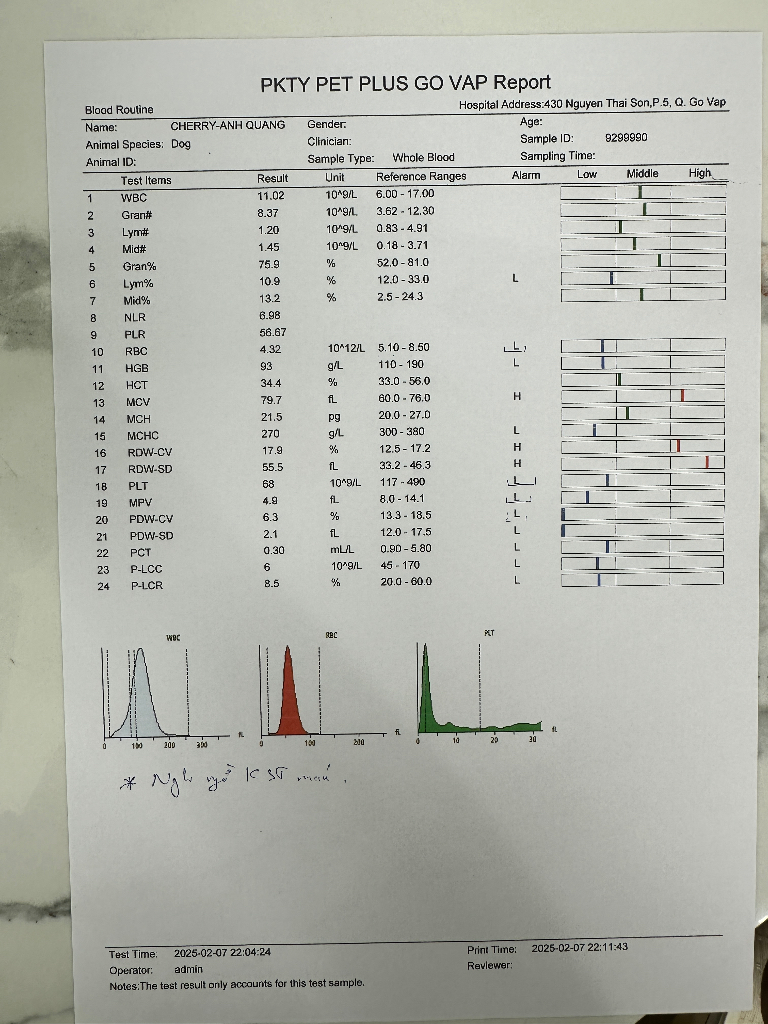 PKTY PET PLUS GO VAP Report
Blood Routine Hospital Address:430 Nguyen Thai Son,P.5, Q. Go Vap
Name: CHERRY-ANH QUANG Gender: Age:
Animal Species: Dog Clinician: Sample ID: 9299990
Animal ID: Sample Type: Whole Blood Sampling Time:
Test Items Result Unit Reference Ranges Alarm Low Middle High
1 WBC 11.02 10^9/L 6.00 - 17.00
2 Gran# 8.37 10^9/L 3.62 - 12.30
3 Lym# 1.20 10^9/L 0.83 - 4.91
4 Mid# 1.45 10^9/L 0.18 - 3.71
5 Gran% 75.9 % 52.0 - 81.0
6 Lym% 10.9 % 12.0 - 33.0 L
7 Mid% 13.2 % 2.5 - 24.3
8 NLR 6.98
9 PLR 56.67
10 RBC 4.32 10^12/L 5.10 - 8.50 L
11 HGB 93 g/L 110 - 190 L
12 HCT 34.4 % 33.0 - 56.0
13 MCV 79.7 fL 60.0 - 76.0 H
14 MCH 21.5 pg 20.0 - 27.0
15 MCHC 270 g/L 300 - 380 L
16 RDW-CV 17.9 % 12.5 - 17.2 H
17 RDW-SD 55.5 fL 33.2 - 46.3 H
18 PLT 68 10^9/L 117 - 490 L
19 MPV 4.9 fL 8.0 - 14.1 L
20 PDW-CV 6.3 % 13.3 - 18.5 L
21 PDW-SD 2.1 fL 12.0 - 17.5 L
22 PCT 0.30 mL/L 0.90 - 5.80 L
23 P-LCC 6 10^9/L 45 - 170 L
24 P-LCR 8.5 % 20.0 - 60.0 L
WBC RBC PLT
0 100 200 300 fL 0 100 200 fL 0 10 20 30 fL
* Nghi ngờ KST máu.
Test Time: 2025-02-07 22:04:24 Print Time: 2025-02-07 22:11:43
Operator: admin Reviewer:
Notes:The test result only accounts for this test sample.